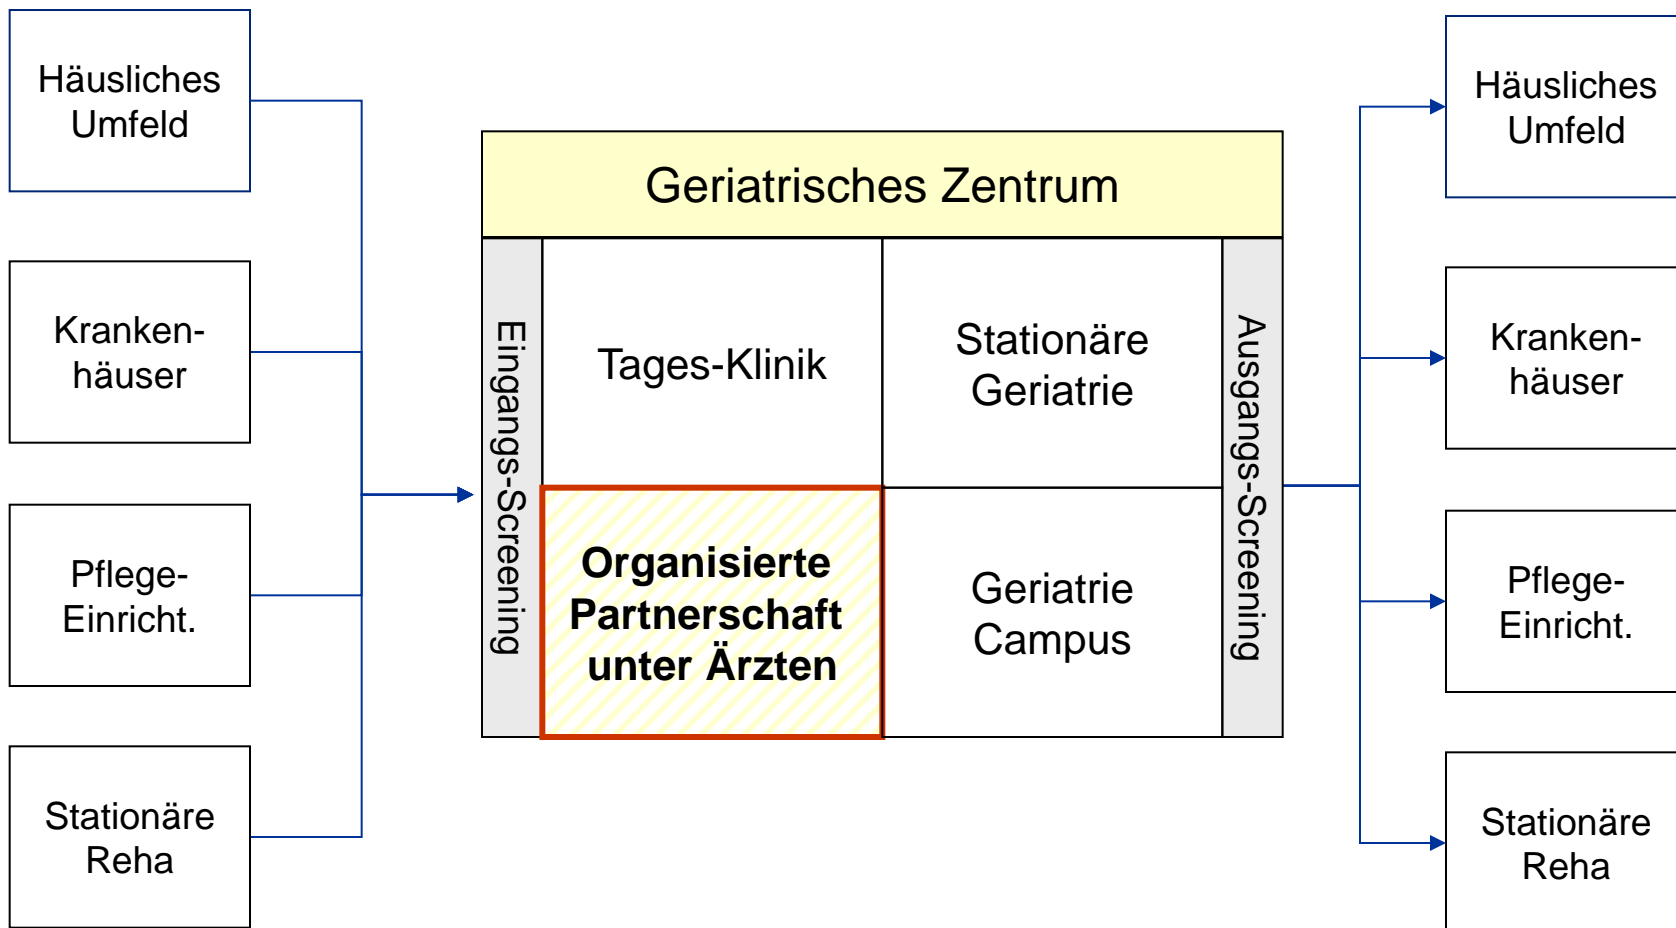 Häusliches
Umfeld
Kranken-
häuser
Pflege-
Einricht.
Stationäre
Reha
Geriatrisches Zentrum
Eingangs-Screening
Tages-Klinik
Stationäre
Geriatrie
Organisierte
Partnerschaft
unter Ärzten
Geriatrie
Campus
Ausgangs-Screening
Häusliches
Umfeld
Kranken-
häuser
Pflege-
Einricht.
Stationäre
Reha